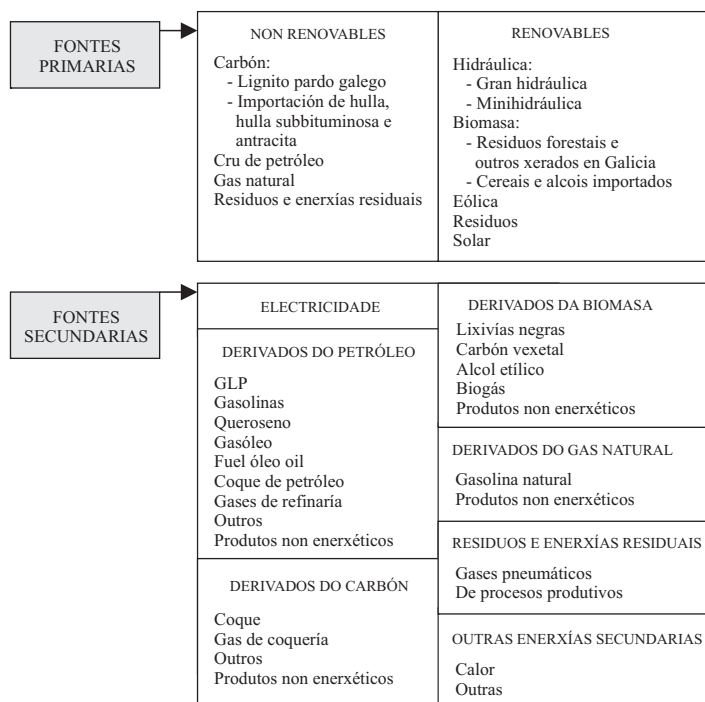 FONTES
PRIMARIAS
NON RENOVABLES
Carbón:
- Lignito pardo galego
- Importación de hulla,
hulla subbituminosa e
antracita
Cru de petróleo
Gas natural
Residuos e enerxías residuais
RENOVABLES
Hidráulica:
- Gran hidráulica
- Minihidráulica
Biomasa:
- Residuos forestais e
outros xerados en Galicia
- Cereais e alcois importados
Eólica
Residuos
Solar
FONTES
SECUNDARIAS
ELECTRICIDADE
DERIVADOS DO PETRÓLEO
GLP
Gasolinas
Queroseno
Gasóleo
Fuel óleo oil
Coque de petróleo
Gases de refinaría
Outros
Produtos non enerxéticos
DERIVADOS DO CARBÓN
Coque
Gas de coquería
Outros
Produtos non enerxéticos
DERIVADOS DA BIOMASA
Lixivías negras
Carbón vexetal
Alcol etílico
Biogás
Produtos non enerxéticos
DERIVADOS DO GAS NATURAL
Gasolina natural
Produtos non enerxéticos
RESIDUOS E ENERXÍAS RESIDUAIS
Gases pneumáticos
De procesos produtivos
OUTRAS ENERXÍAS SECUNDARIAS
Calor
Outras